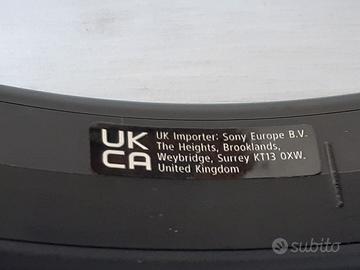 UK
CA
UK Importer: Sony Europe B.V.
The Heights, Brooklands,
Weybridge, Surrey KT13 0XW.
United Kingdom
subito